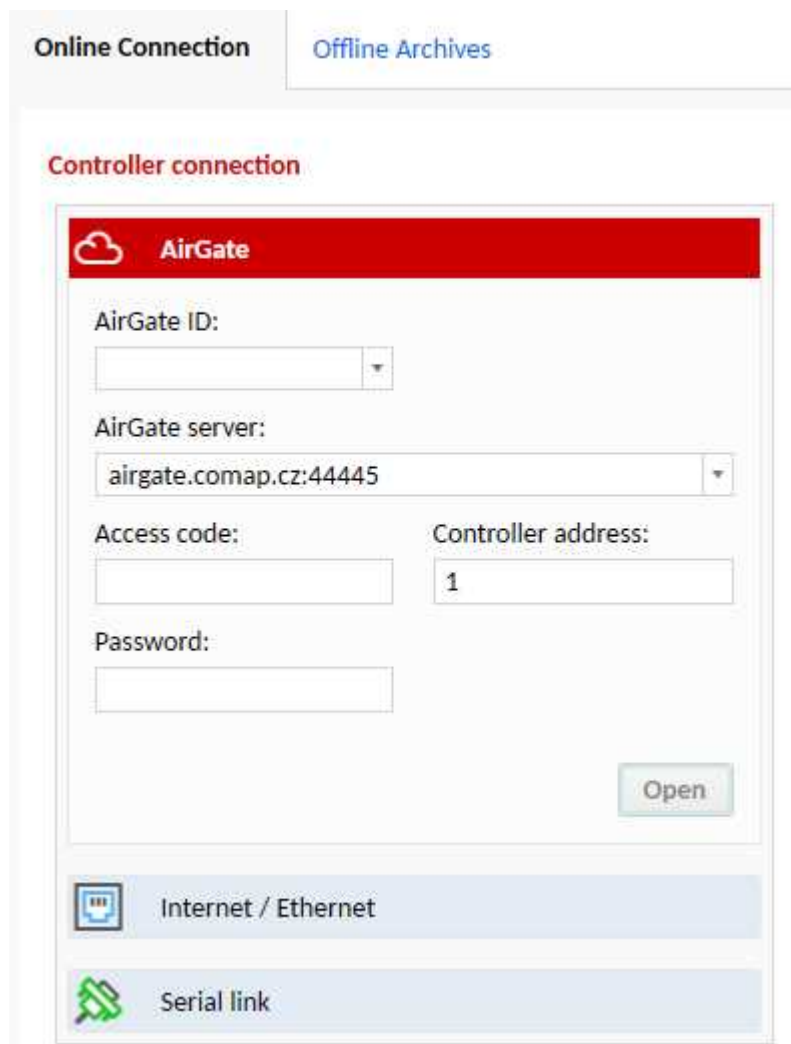 Online Connection Offline Archives
Controller connection
AirGate
AirGate ID:
AirGate server:
airgate.comap.cz:44445
Access code: Controller address:
1
Password:
Open
Internet / Ethernet
Serial link